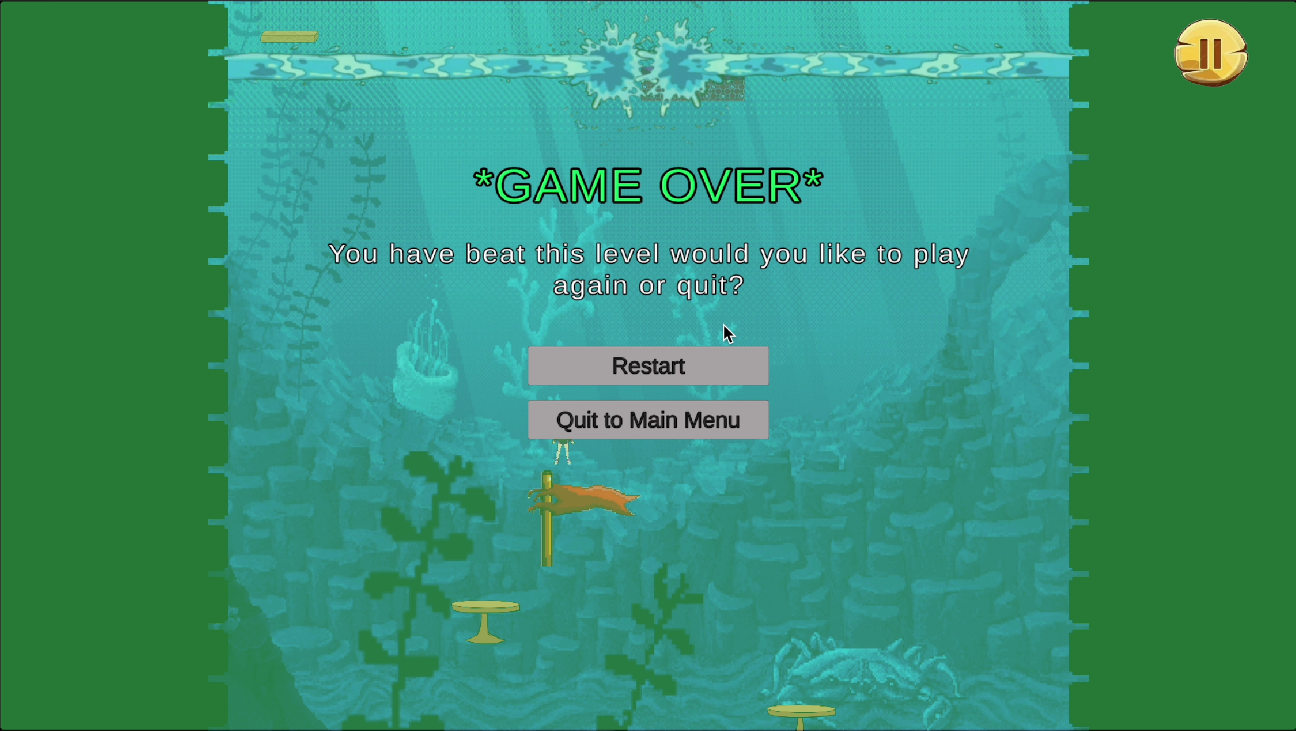 *GAME OVER*
You have beat this level would you like to play
again or quit?
Restart
Quit to Main Menu